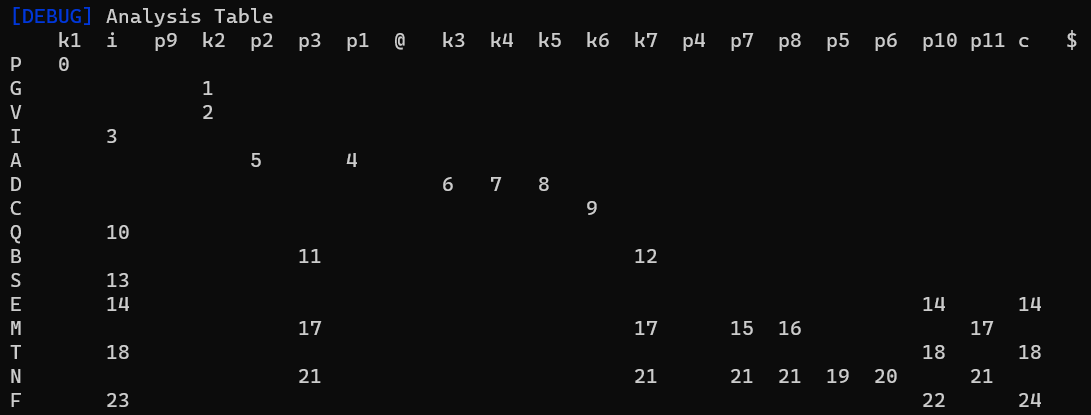 [DEBUG] Analysis Table
k1 i p9 k2 p2 p3 p1 @ k3 k4 k5 k6 k7 p4 p7 p8 p5 p6 p10 p11 c $
P 0
G 1
V 2
I 3
A 5 4
D 6 7 8
C 9
Q 10
B 11 12
S 13
E 14 14 14
M 17 17 15 16 17
T 18 18 18
N 21 21 21 21 19 20 21
F 23 22 24